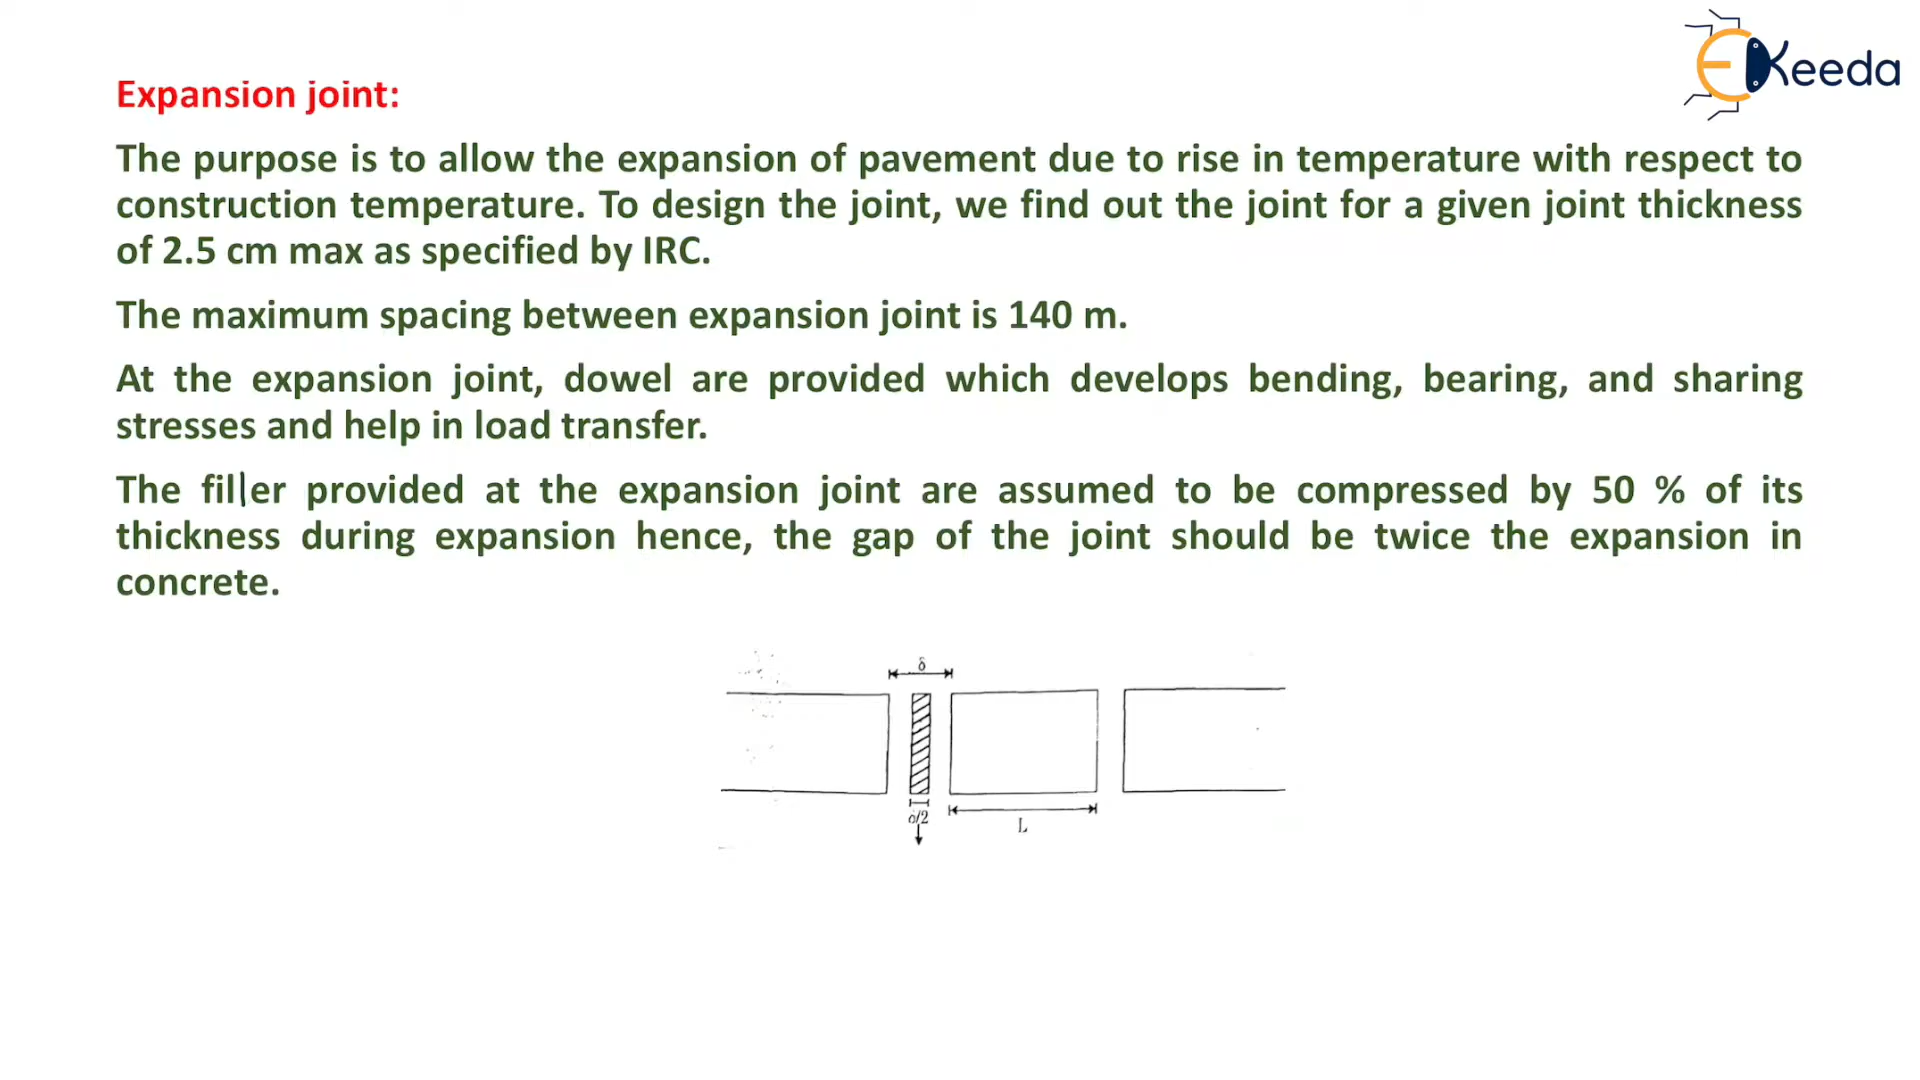 EKeeda
Expansion joint:
The purpose is to allow the expansion of pavement due to rise in temperature with respect to
construction temperature. To design the joint, we find out the joint for a given joint thickness
of 2.5 cm max as specified by IRC.
The maximum spacing between expansion joint is 140 m.
At the expansion joint, dowel are provided which develops bending, bearing, and sharing
stresses and help in load transfer.
The filler provided at the expansion joint are assumed to be compressed by 50 % of its
thickness during expansion hence, the gap of the joint should be twice the expansion in
concrete.
δ
δ/2
L